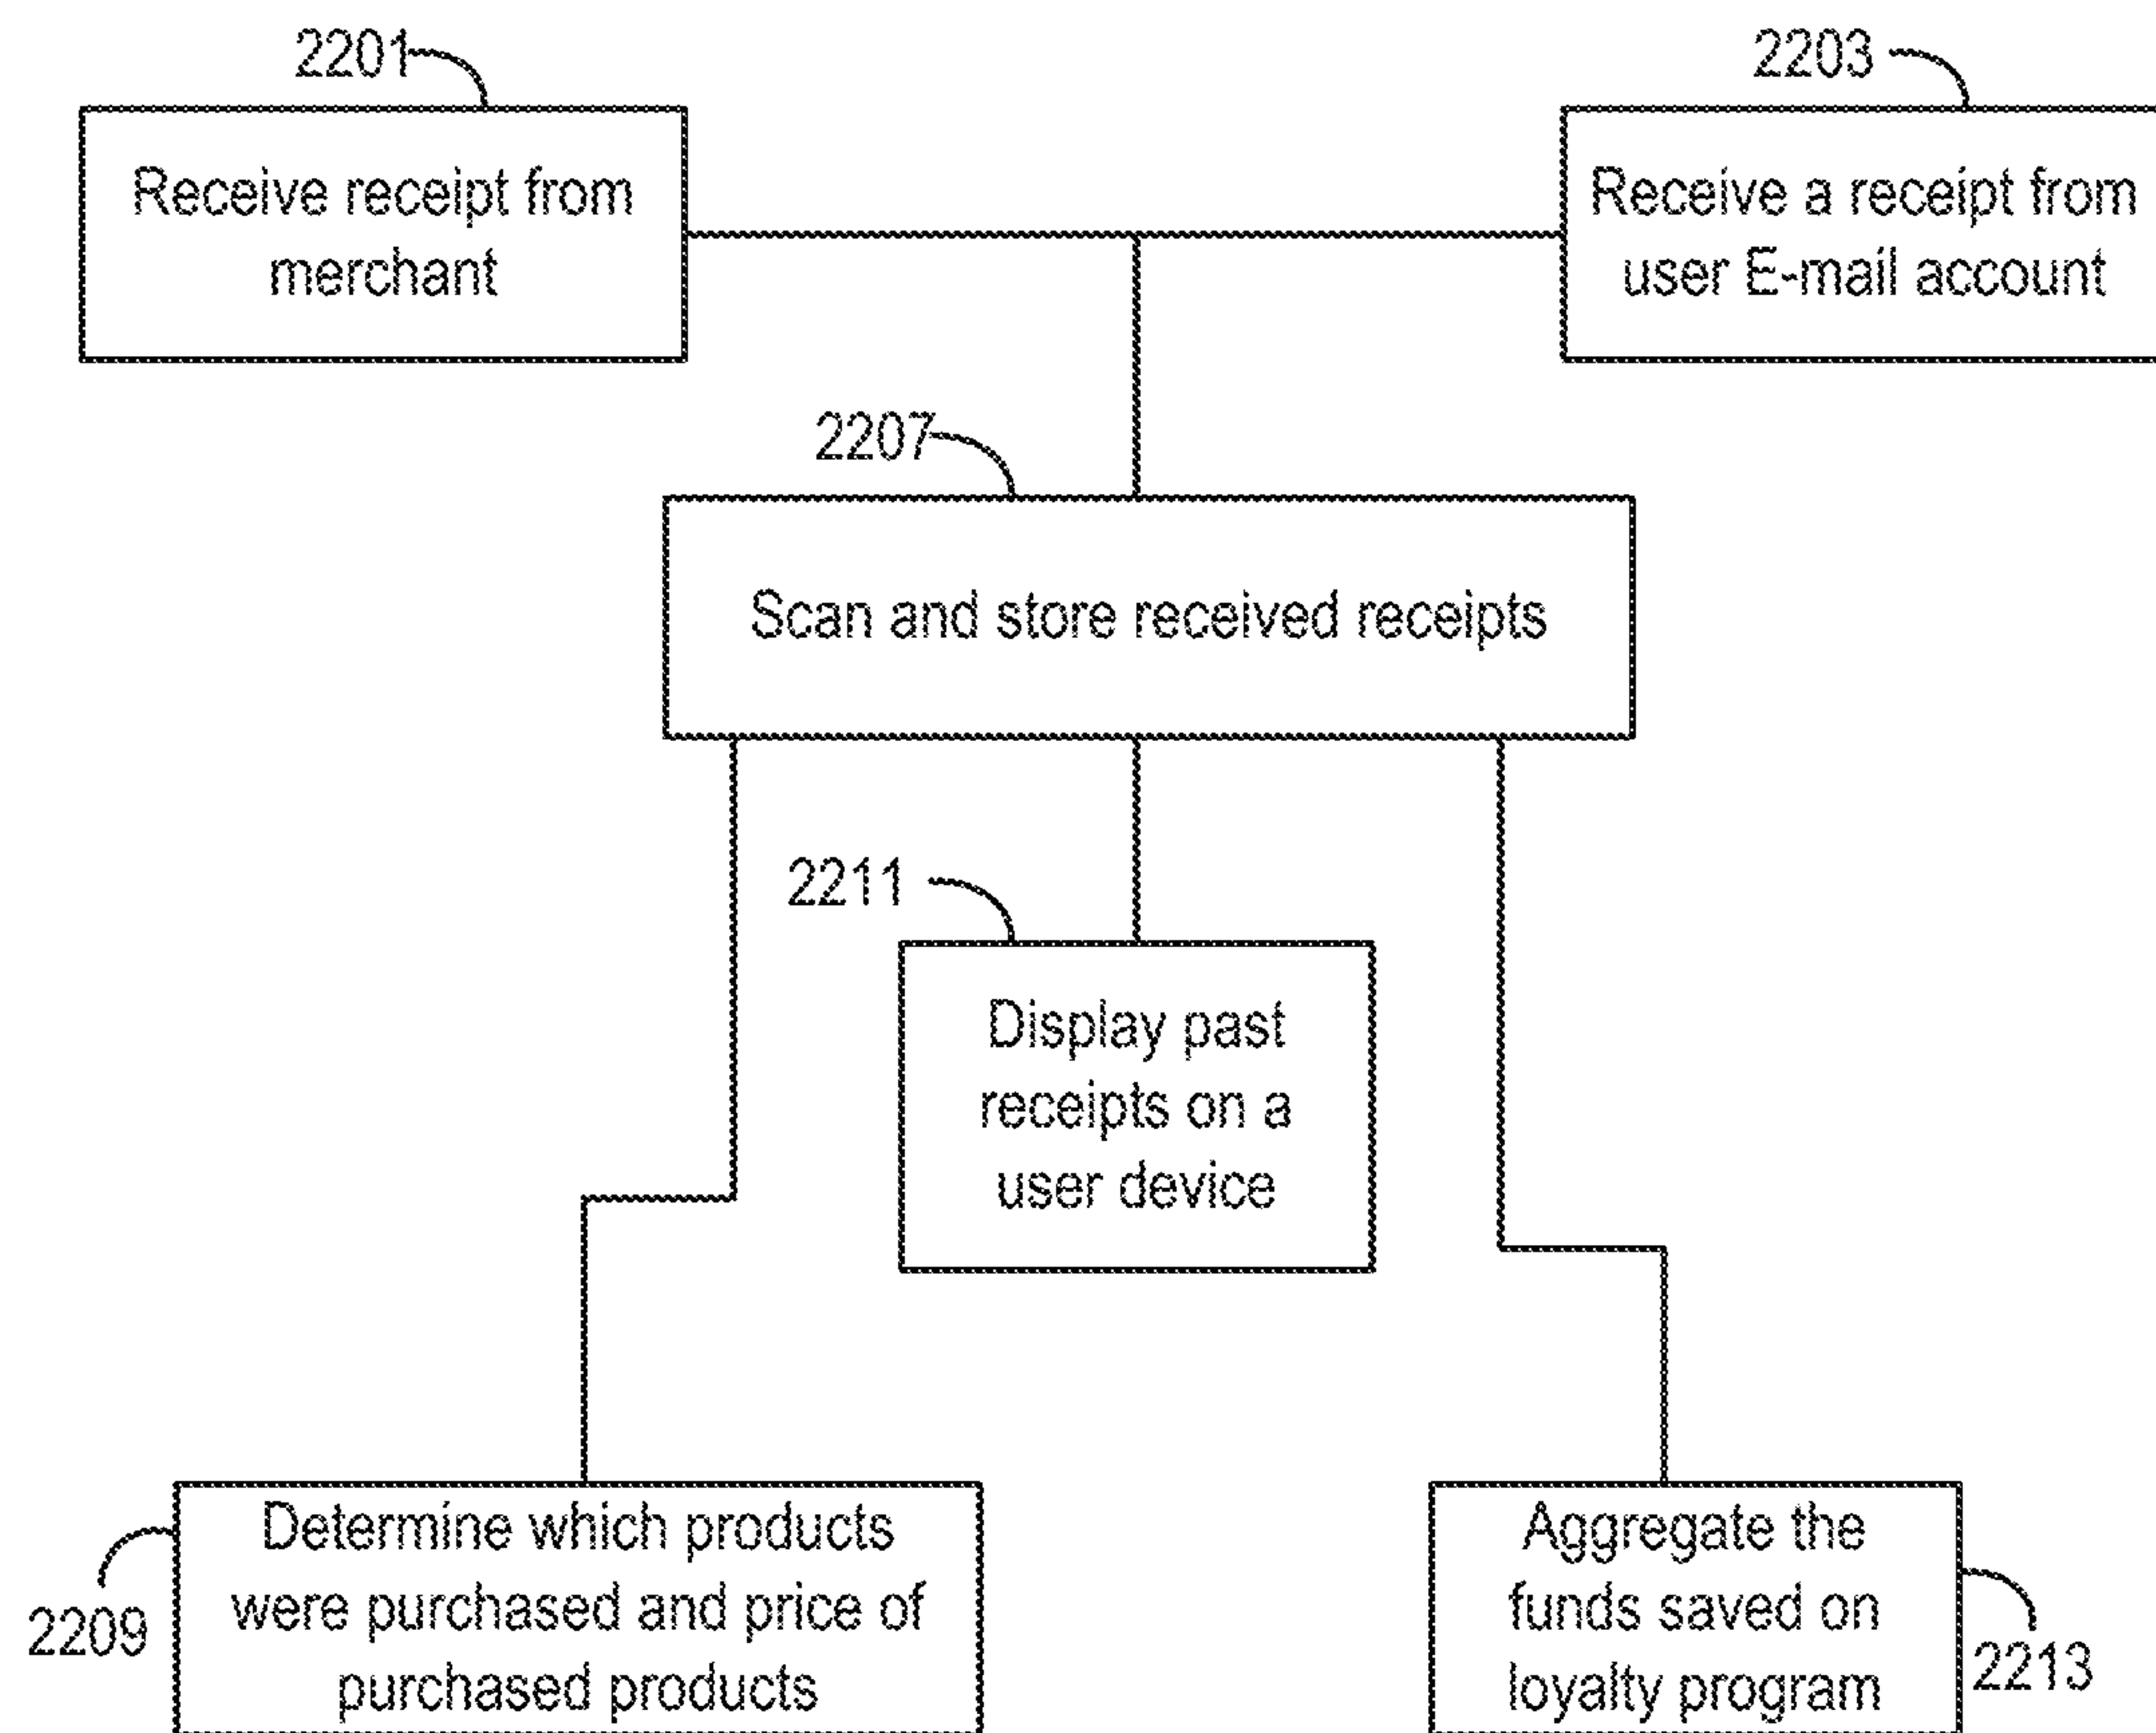 2201
2203
Receive receipt from
merchant
Receive a receipt from
user E-mail account
2207
Scan and store received receipts
2211
Display past
receipts on a
user device
Determine which products
were purchased and price of
purchased products
2209
Aggregate the
funds saved on
loyalty program
2213